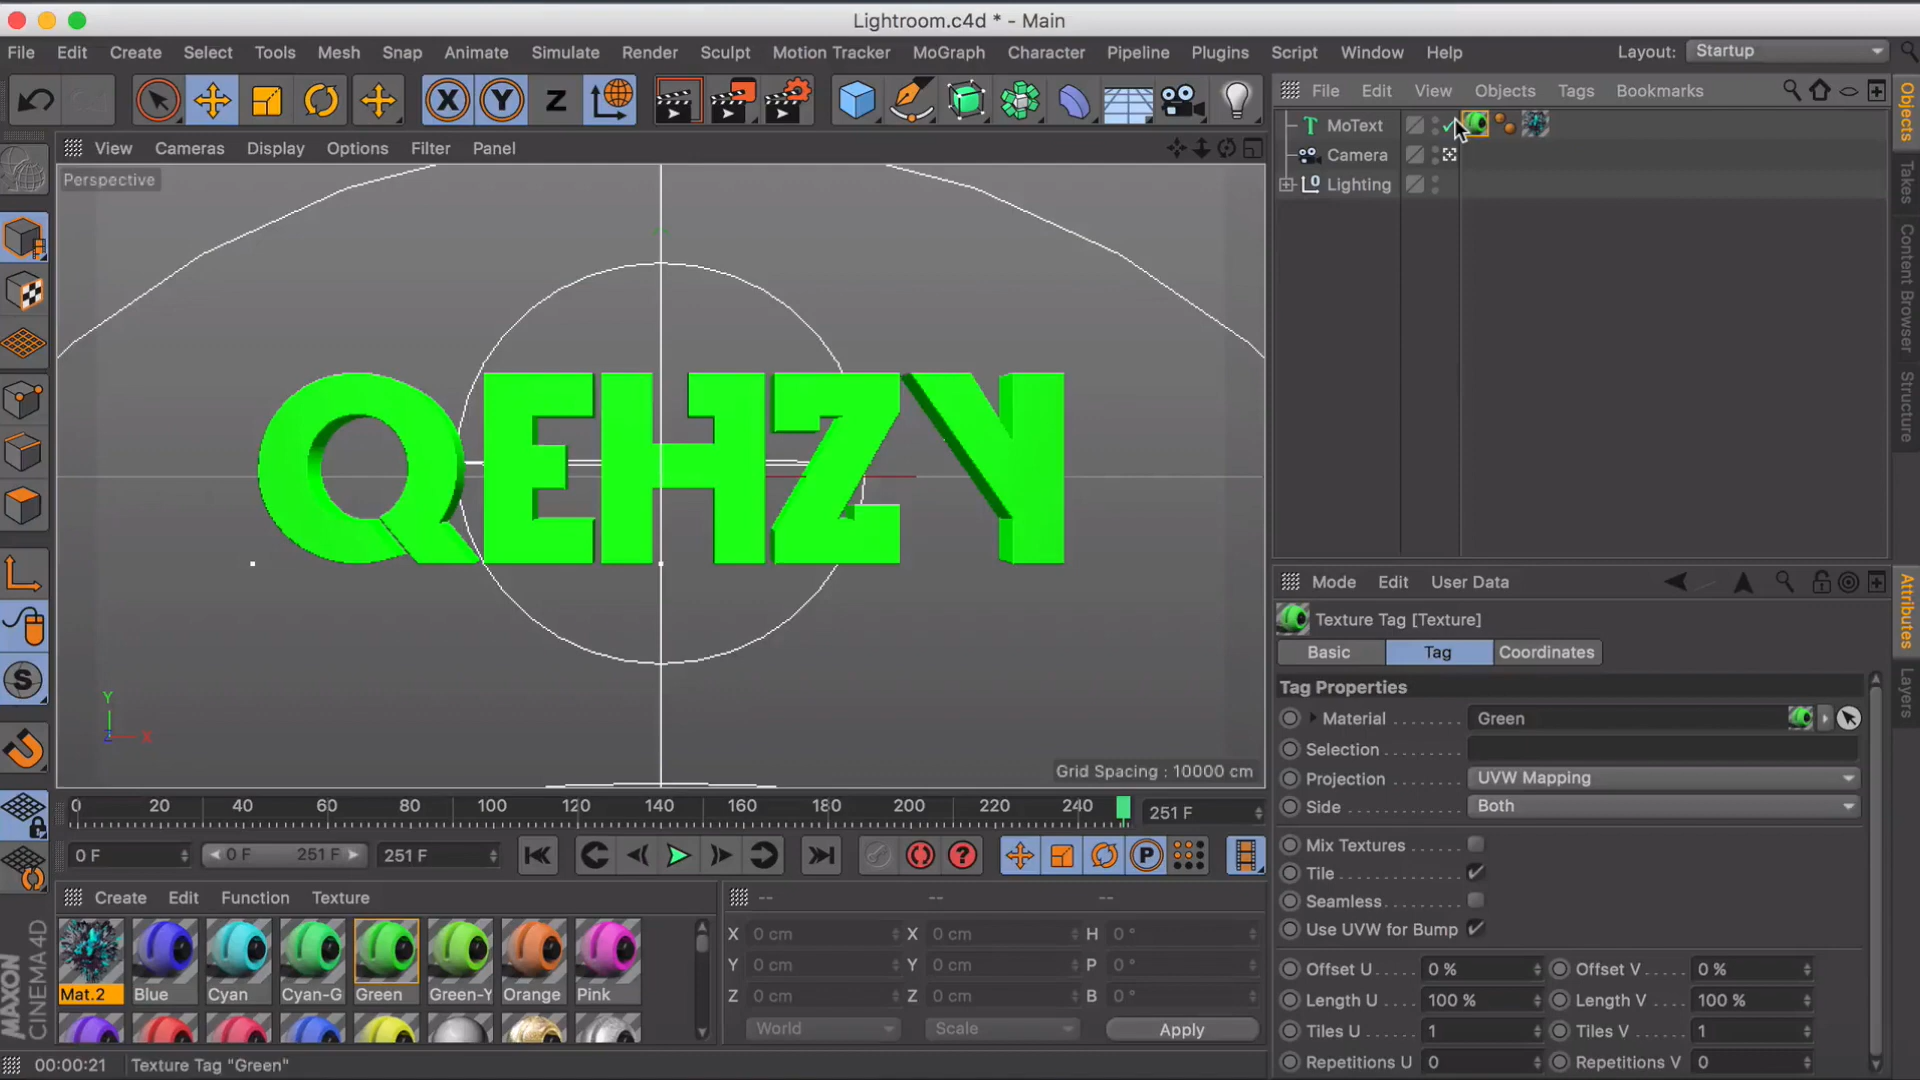 Lightroom.c4d * - Main
File Edit Create Select Tools Mesh Snap Animate Simulate Render Sculpt Motion Tracker MoGraph Character Pipeline Plugins Script Window Help Layout: Startup
X Y Z
File Edit View Objects Tags Bookmarks
View Cameras Display Options Filter Panel
MoText
Camera
Lighting
Perspective
QEHZY
Y
Z X
Grid Spacing : 10000 cm
Objects
Takes
Content Browser
Structure
Mode Edit User Data
Texture Tag [Texture]
Basic Tag Coordinates
Tag Properties
Material Green
Selection
Projection UVW Mapping
Side Both
Mix Textures
Tile
Seamless
Use UVW for Bump
Offset U 0 % Offset V 0 %
Length U 100 % Length V 100 %
Tiles U 1 Tiles V 1
Repetitions U 0 Repetitions V 0
Attributes
Layers
0 20 40 60 80 100 120 140 160 180 200 220 240 251 F
0 F 0 F 251 F 251 F
Create Edit Function Texture
Mat.2 Blue Cyan Cyan-G Green Green-Y Orange Pink
-- -- --
X 0 cm X 0 cm H 0 °
Y 0 cm Y 0 cm P 0 °
Z 0 cm Z 0 cm B 0 °
World Scale Apply
MAXON
CINEMA 4D
00:00:21 Texture Tag "Green"